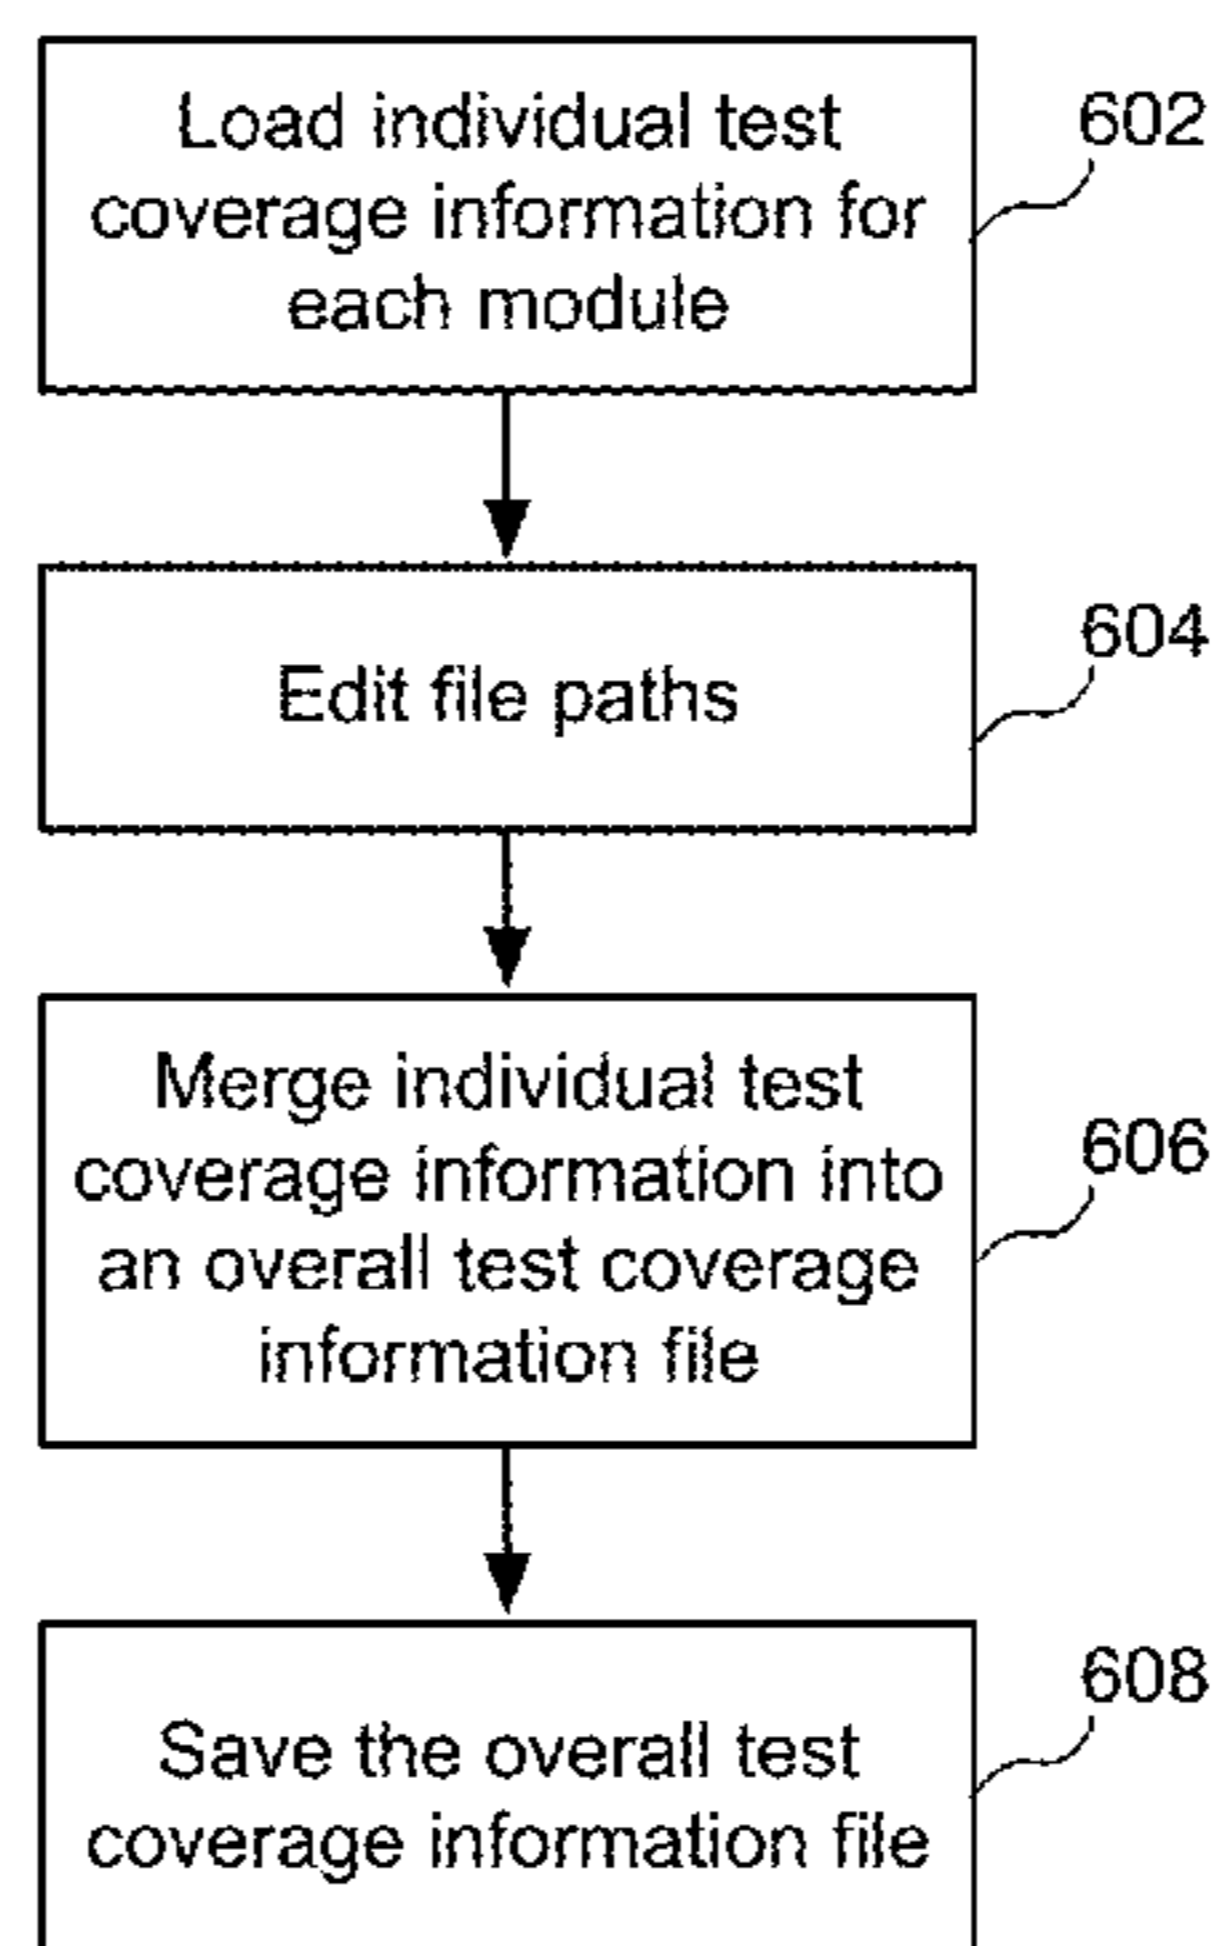 Load individual test
coverage information for
each module
602
Edit file paths
604
Merge individual test
coverage information into
an overall test coverage
information file
606
Save the overall test
coverage information file
608